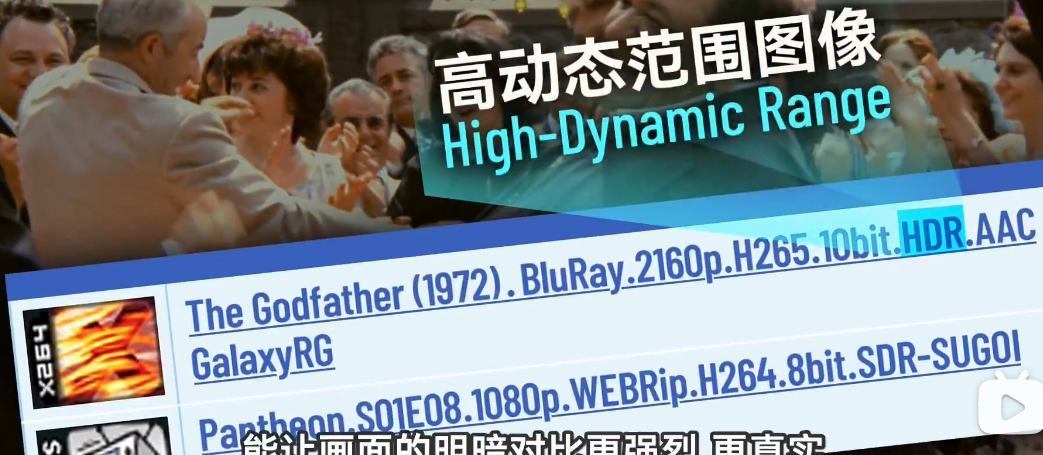 高动态范围图像
High-Dynamic Range
The Godfather (1972).BluRay.2160p.H265.10bit.HDR.AAC
GalaxyRG
X264
Pantheon.S01E08.1080p.WEBRip.H264.8bit.SDR-SUGOI
S
能让画面的明暗对比更强烈 更真实